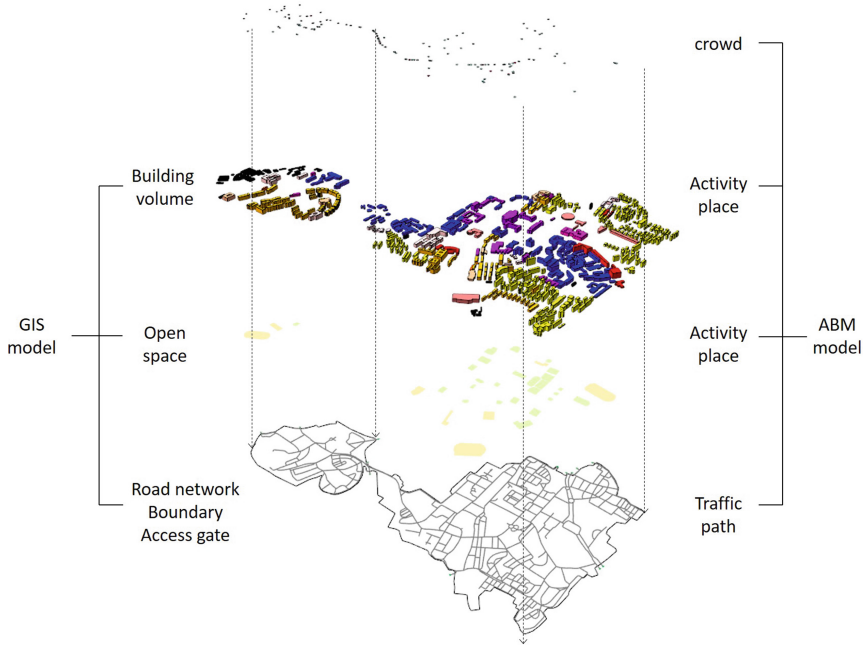 crowd
Building
volume
Activity
place
GIS
model
Open
space
Activity
place
ABM
model
Road network
Boundary
Access gate
Traffic
path